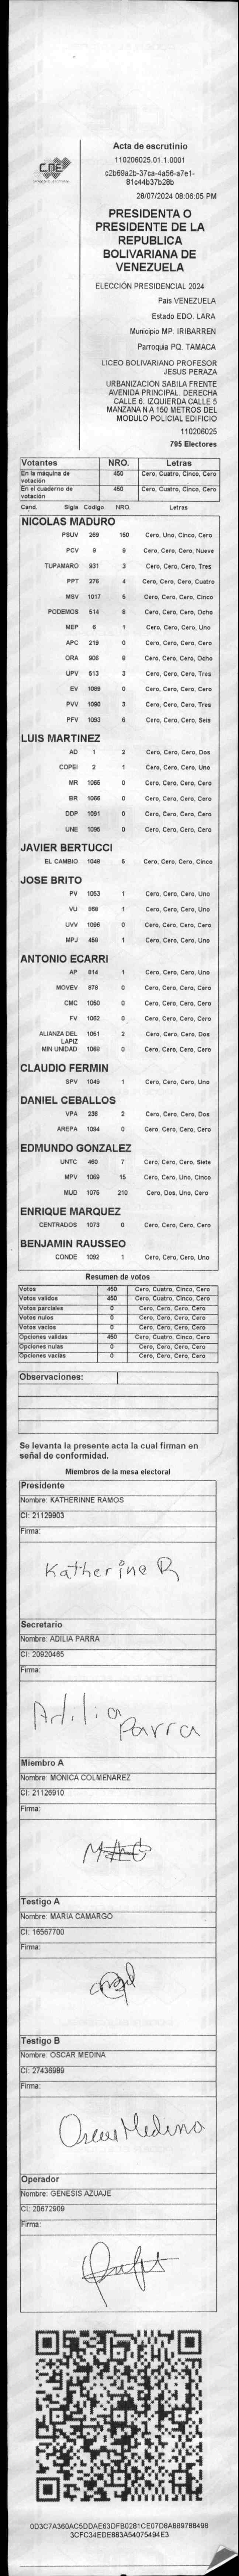 CNE
Acta de escrutinio
110206025.01.1.0001
c2b69a2b-37ca-4a56-a7e1-
81c44b37b28b
28/07/2024 08:06:05 PM
PRESIDENTA O
PRESIDENTE DE LA
REPUBLICA
BOLIVARIANA DE
VENEZUELA
ELECCIÓN PRESIDENCIAL 2024
Pais VENEZUELA
Estado EDO. LARA
Municipio MP. IRIBARREN
Parroquia PQ. TAMACA
LICEO BOLIVARIANO PROFESOR
JESUS PERAZA
URBANIZACION SABILA FRENTE
AVENIDA PRINCIPAL. DERECHA
CALLE 6. IZQUIERDA CALLE 5
MANZANA N A 150 METROS DEL
MODULO POLICIAL EDIFICIO
110206025
795 Electores
Votantes NRO. Letras
En la máquina de votación 450 Cero, Cuatro, Cinco, Cero
En el cuaderno de votación 450 Cero, Cuatro, Cinco, Cero
Cand. Sigla Código NRO. Letras
NICOLAS MADURO
PSUV 269 150 Cero, Uno, Cinco, Cero
PCV 9 9 Cero, Cero, Cero, Nueve
TUPAMARO 931 3 Cero, Cero, Cero, Tres
PPT 276 4 Cero, Cero, Cero, Cuatro
MSV 1017 5 Cero, Cero, Cero, Cinco
PODEMOS 514 8 Cero, Cero, Cero, Ocho
MEP 6 1 Cero, Cero, Cero, Uno
APC 219 0 Cero, Cero, Cero, Cero
ORA 906 8 Cero, Cero, Cero, Ocho
UPV 513 3 Cero, Cero, Cero, Tres
EV 1089 0 Cero, Cero, Cero, Cero
PVV 1090 3 Cero, Cero, Cero, Tres
PFV 1093 6 Cero, Cero, Cero, Seis
LUIS MARTINEZ
AD 1 2 Cero, Cero, Cero, Dos
COPEI 2 1 Cero, Cero, Cero, Uno
MR 1065 0 Cero, Cero, Cero, Cero
BR 1066 0 Cero, Cero, Cero, Cero
DDP 1091 0 Cero, Cero, Cero, Cero
UNE 1095 0 Cero, Cero, Cero, Cero
JAVIER BERTUCCI
EL CAMBIO 1048 5 Cero, Cero, Cero, Cinco
JOSE BRITO
PV 1053 1 Cero, Cero, Cero, Uno
VU 868 1 Cero, Cero, Cero, Uno
UVV 1096 0 Cero, Cero, Cero, Cero
MPJ 459 1 Cero, Cero, Cero, Uno
ANTONIO ECARRI
AP 814 1 Cero, Cero, Cero, Uno
MOVEV 878 0 Cero, Cero, Cero, Cero
CMC 1050 0 Cero, Cero, Cero, Cero
FV 1062 0 Cero, Cero, Cero, Cero
ALIANZA DEL 1051 2 Cero, Cero, Cero, Dos
LAPIZ
MIN UNIDAD 1068 0 Cero, Cero, Cero, Cero
CLAUDIO FERMIN
SPV 1049 1 Cero, Cero, Cero, Uno
DANIEL CEBALLOS
VPA 236 2 Cero, Cero, Cero, Dos
AREPA 1094 0 Cero, Cero, Cero, Cero
EDMUNDO GONZALEZ
UNTC 460 7 Cero, Cero, Cero, Siete
MPV 1069 15 Cero, Cero, Uno, Cinco
MUD 1075 210 Cero, Dos, Uno, Cero
ENRIQUE MARQUEZ
CENTRADOS 1073 0 Cero, Cero, Cero, Cero
BENJAMIN RAUSSEO
CONDE 1092 1 Cero, Cero, Cero, Uno
Resumen de votos
Votos 450 Cero, Cuatro, Cinco, Cero
Votos validos 450 Cero, Cuatro, Cinco, Cero
Votos parciales 0 Cero, Cero, Cero, Cero
Votos nulos 0 Cero, Cero, Cero, Cero
Votos vacios 0 Cero, Cero, Cero, Cero
Opciones validas 450 Cero, Cuatro, Cinco, Cero
Opciones nulas 0 Cero, Cero, Cero, Cero
Opciones vacias 0 Cero, Cero, Cero, Cero
Observaciones:
Se levanta la presente acta la cual firman en
señal de conformidad.
Miembros de la mesa electoral
Presidente
Nombre: KATHERINNE RAMOS
CI: 21129903
Firma:
Katherine R
Secretario
Nombre: ADILIA PARRA
CI: 20920465
Firma:
Adilia
Parra
Miembro A
Nombre: MONICA COLMENAREZ
CI: 21126910
Firma:
Testigo A
Nombre: MARIA CAMARGO
CI: 16567700
Firma:
Testigo B
Nombre: OSCAR MEDINA
CI: 27436989
Firma:
Oscar Medina
Operador
Nombre: GENESIS AZUAJE
CI: 20672909
Firma:
0D3C7A360AC5DDAE63DFB0281CE07D8A689788498
3CFC34EDE883A54075494E3